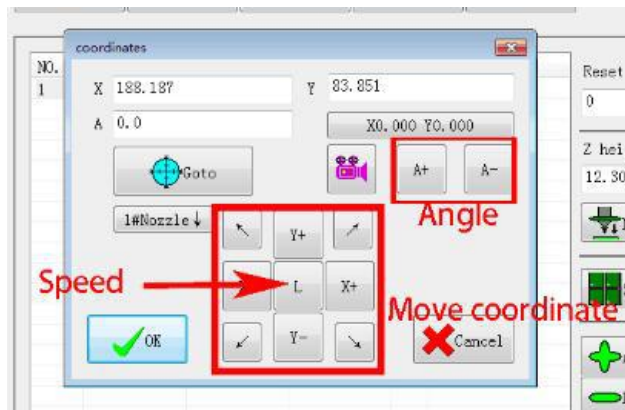 coordinates
NO.
1
X 188.187 Y 83.851
A 0.0
X0.000 Y0.000
Goto
A+ A-
Angle
1#Nozzle↓
Y+
Speed
L X+
Move coordinate
OK
Y-
Cancel
Reset
0
Z hei
12.30